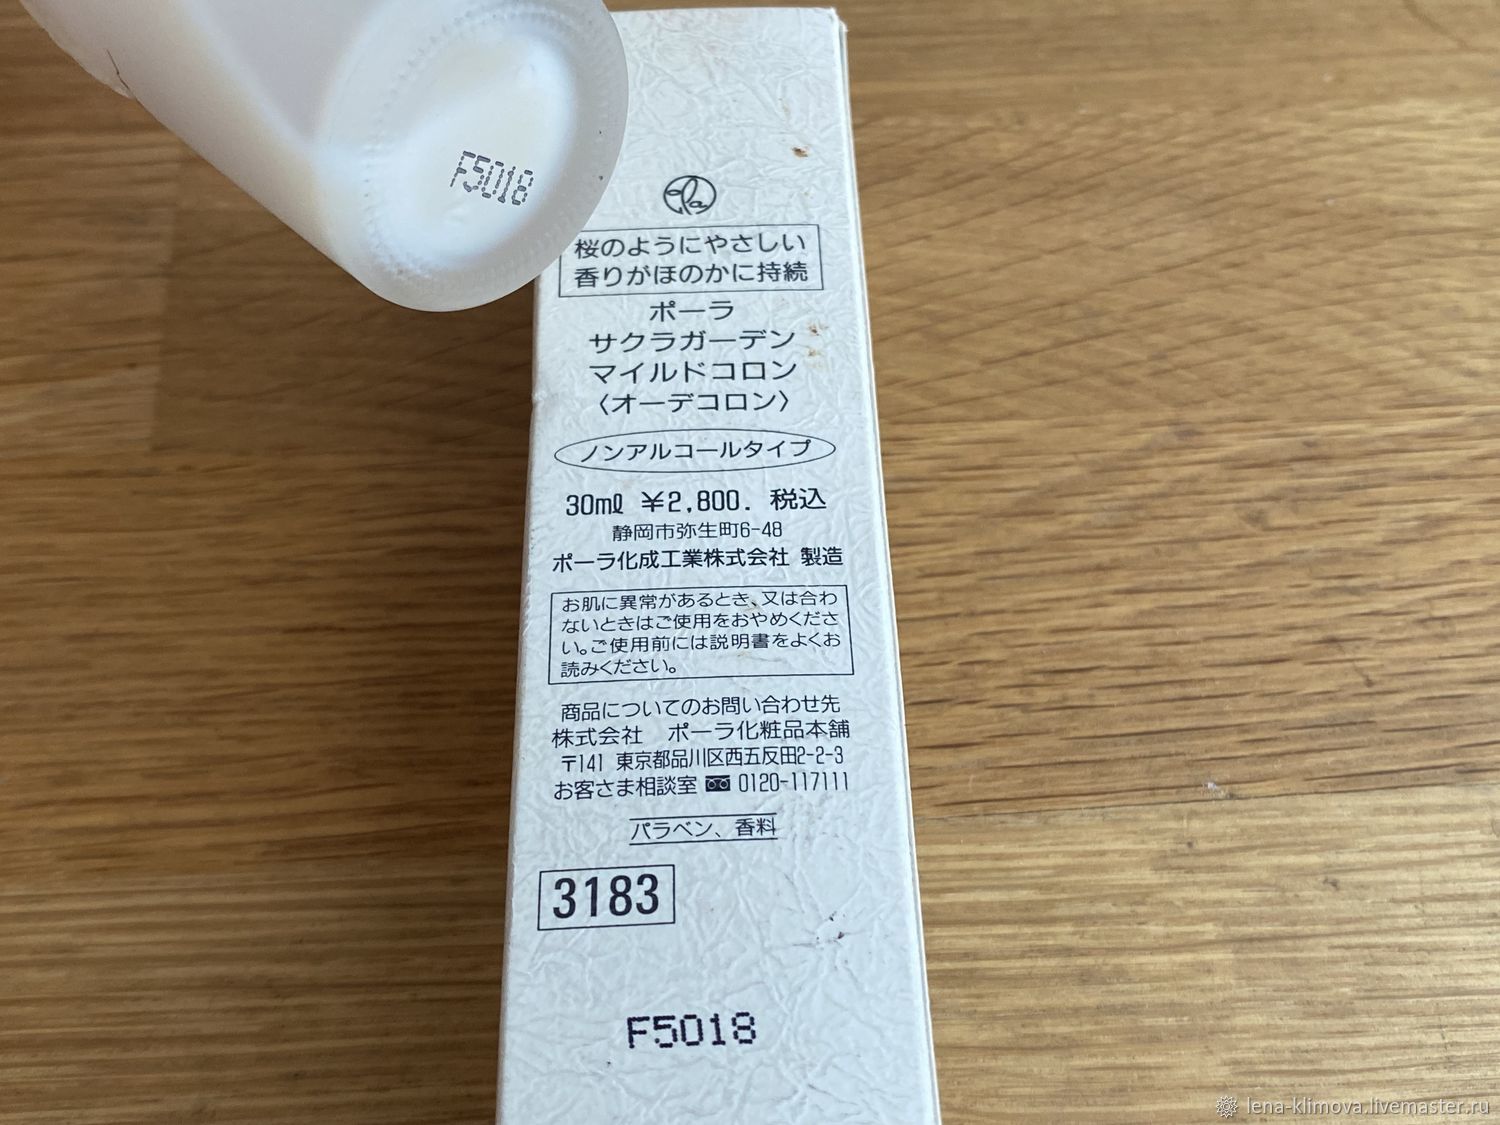 F5018
桜のようにやさしい
香りがほのかに持続
ポーラ
サクラガーデン
マイルドコロン
〈オーデコロン〉
ノンアルコールタイプ
30ml ¥2,800. 税込
静岡市弥生町6-48
ポーラ化成工業株式会社 製造
お肌に異常があるとき、又は合わ
ないときはご使用をおやめくださ
い。ご使用前には説明書をよくお
読みください。
商品についてのお問い合わせ先
株式会社 ポーラ化粧品本舗
〒141 東京都品川区西五反田2-2-3
お客さま相談室 0120-117111
パラベン、香料
3183
F5018
lena-klimova.livemaster.ru